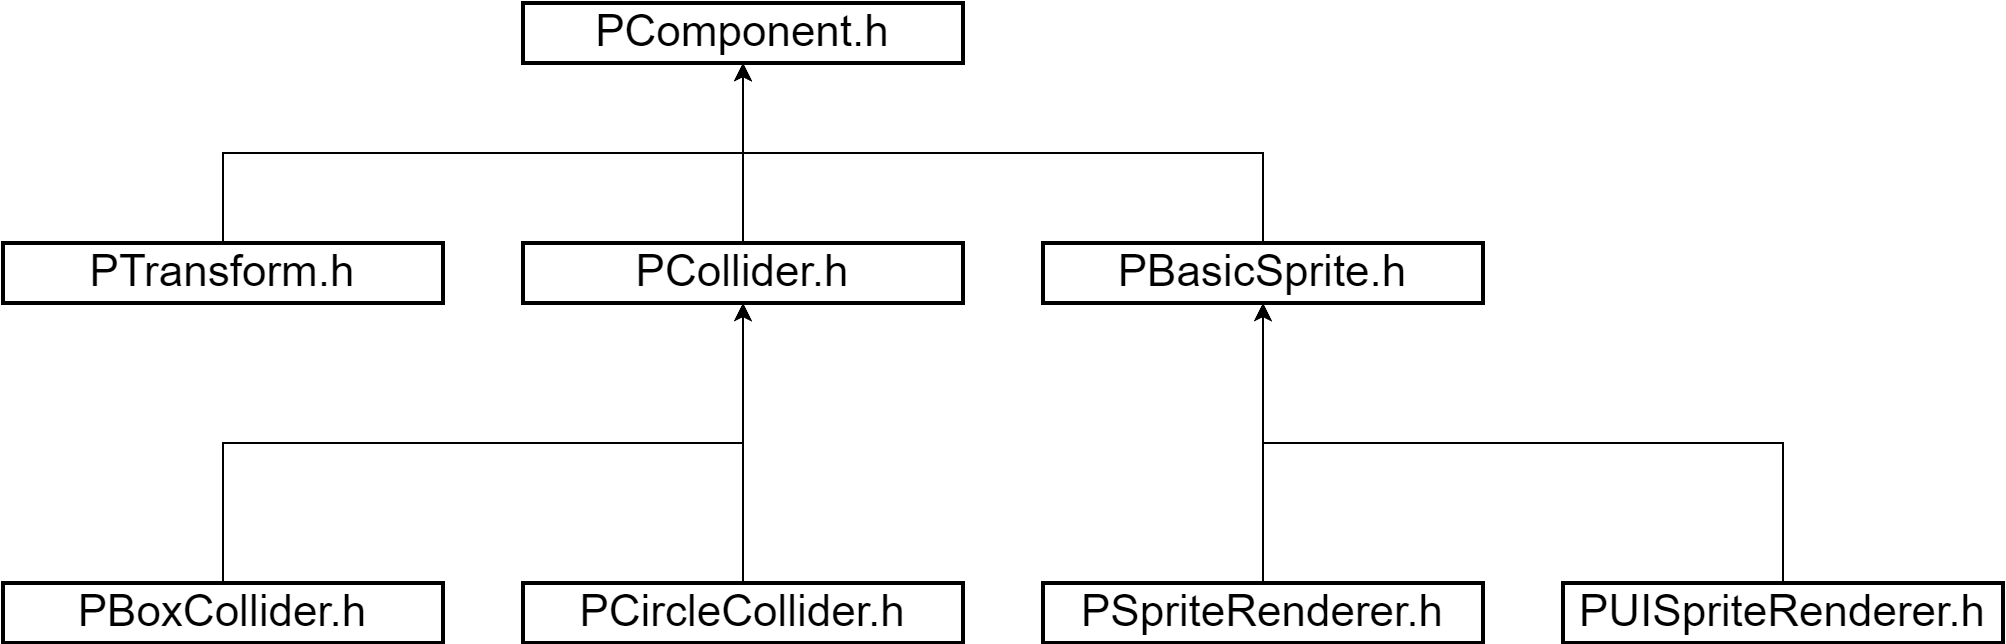 PComponent.h
PTransform.h
PCollider.h
PBasicSprite.h
PBoxCollider.h
PCircleCollider.h
PSpriteRenderer.h
PUISpriteRenderer.h